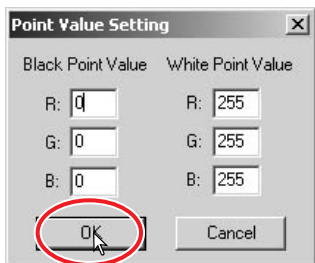 Point Value Setting
Black Point Value White Point Value
R: 0 R: 255
G: 0 G: 255
B: 0 B: 255
OK Cancel